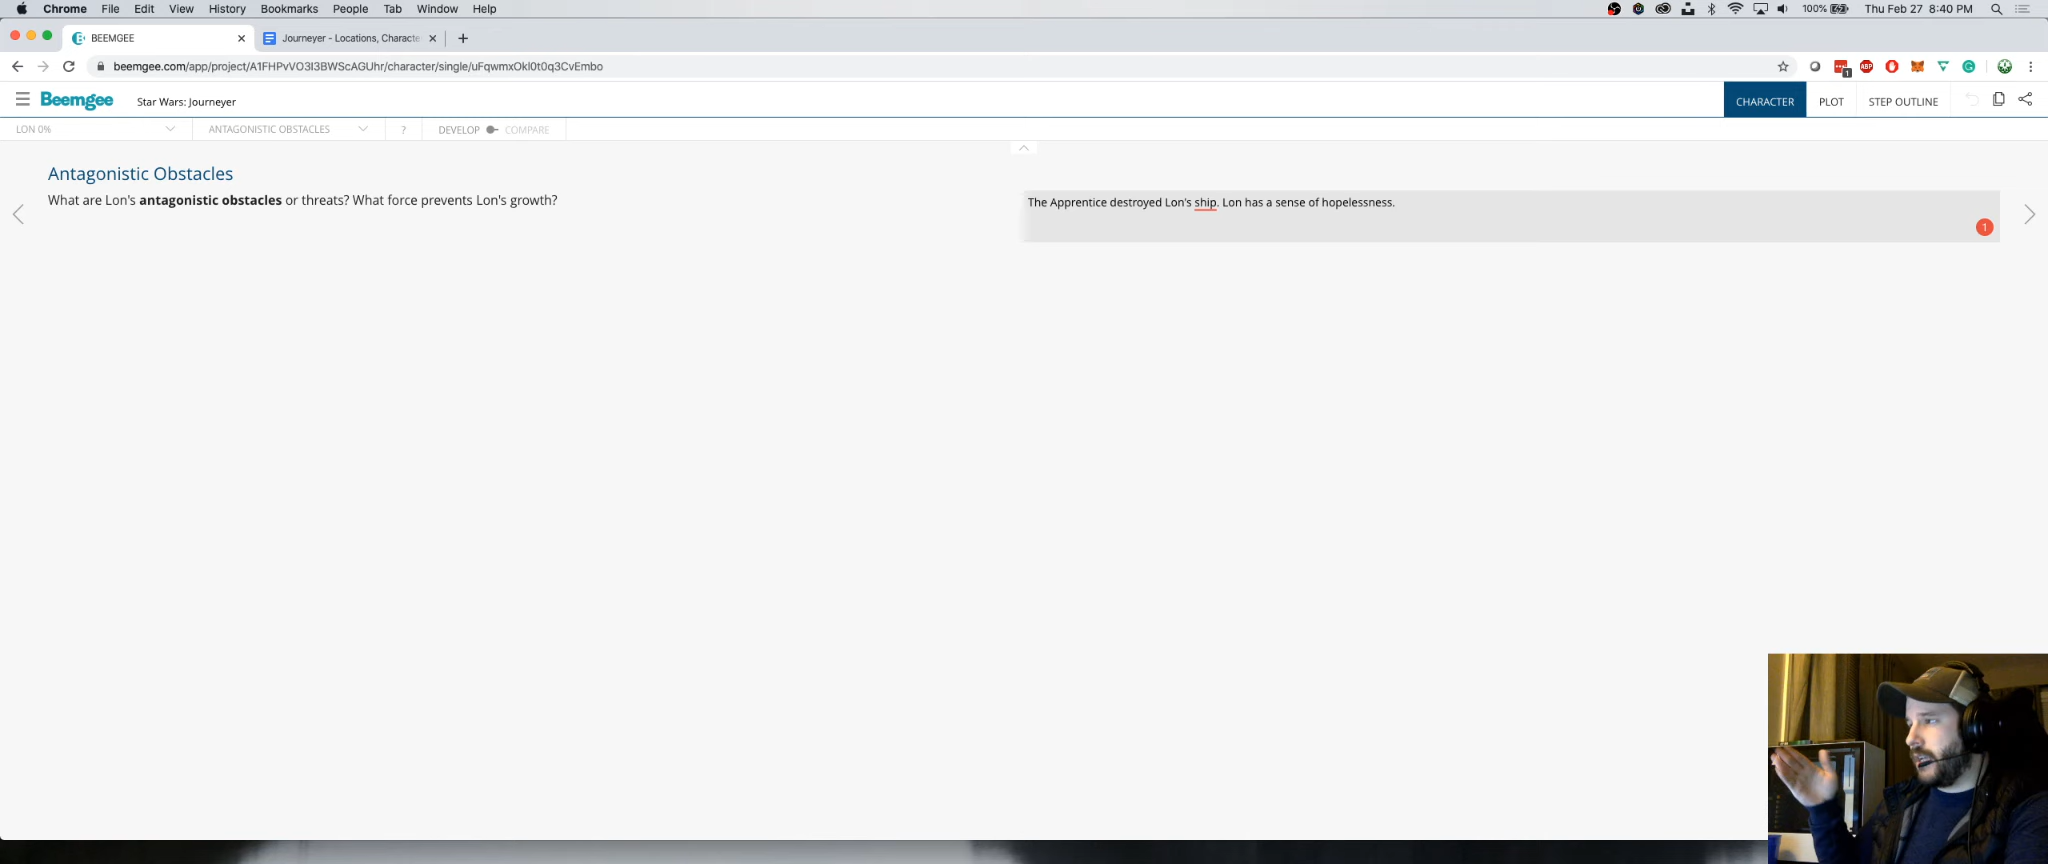 Chrome File Edit View History Bookmarks People Tab Window Help 100% Thu Feb 27 8:40 PM
BEEMGEE Journeyer - Locations, Characte
beemgee.com/app/project/A1FHPvVO3I3BWScAGUhr/character/single/uFqwmxOkl0t0q3CvEmbo ABP 1
Beemgee Star Wars: Journeyer CHARACTER PLOT STEP OUTLINE
LON 0% ANTAGONISTIC OBSTACLES ? DEVELOP COMPARE
Antagonistic Obstacles
What are Lon's antagonistic obstacles or threats? What force prevents Lon's growth?
The Apprentice destroyed Lon's ship. Lon has a sense of hopelessness.
1